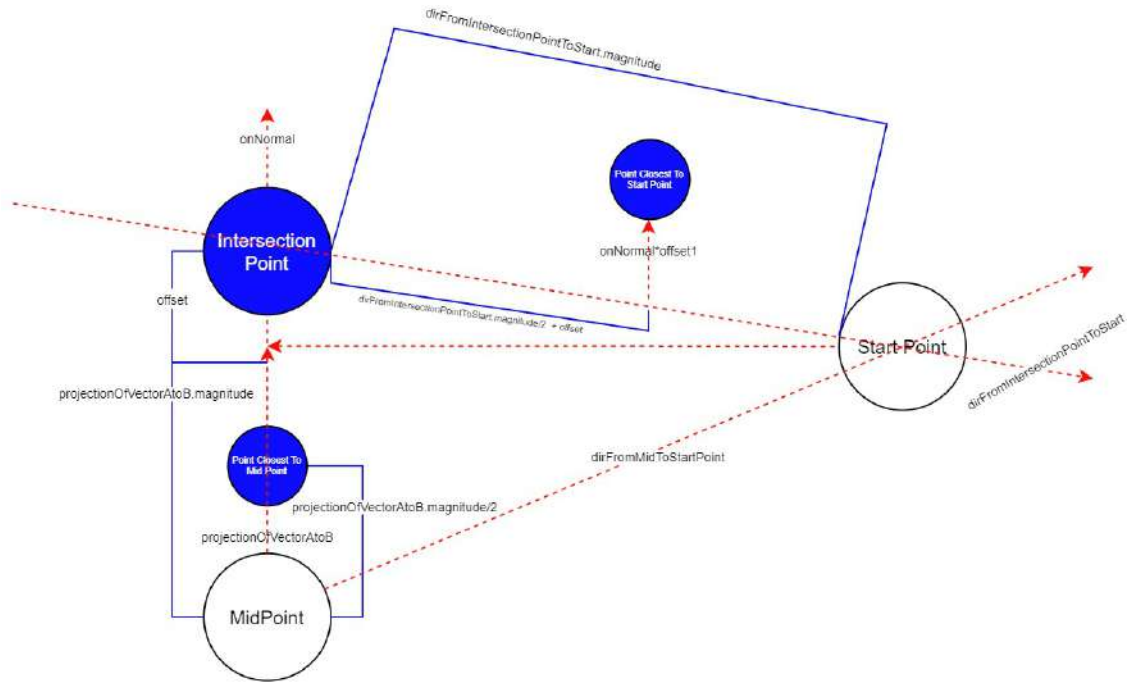 dirFromIntersectionPointToStart.magnitude
onNormal
Point Closest To
Start Point
Intersection
Point
onNormal*offset1
offset
dirFromIntersectionPointToStart.magnitude/2 + offset
Start Point
dirFromIntersectionPointToStart
projectionOfVectorAtoB.magnitude
Point Closest To
Mid Point
dirFromMidToStartPoint
projectionOfVectorAtoB.magnitude/2
projectionOfVectorAtoB
MidPoint